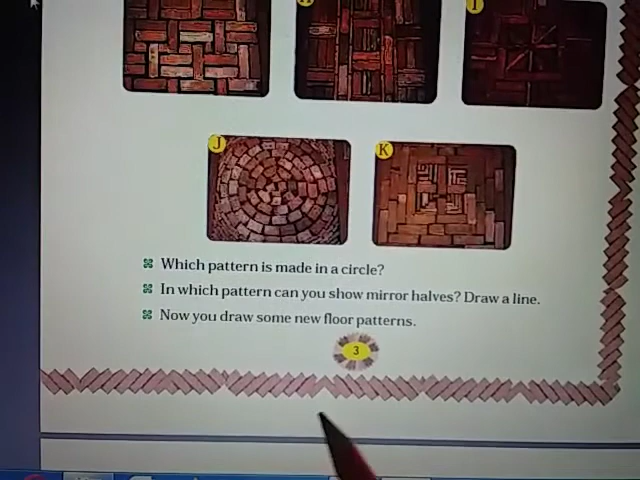 I
J
K
Which pattern is made in a circle?
In which pattern can you show mirror halves? Draw a line.
Now you draw some new floor patterns.
3